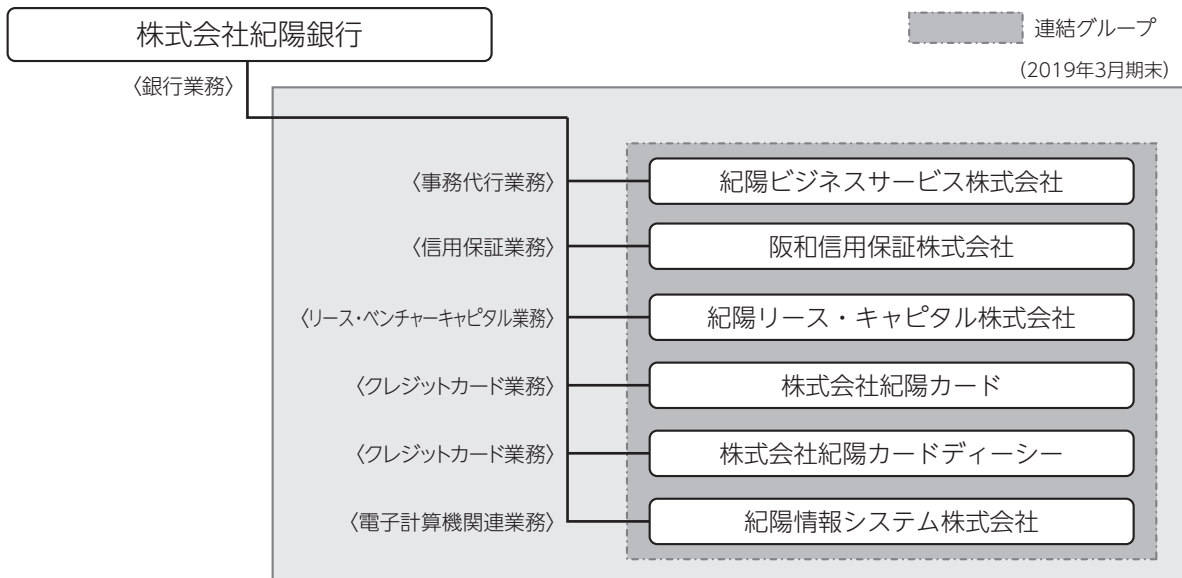 株式会社紀陽銀行
連結グループ
(2019年3月期末)
〈銀行業務〉
〈事務代行業務〉 紀陽ビジネスサービス株式会社
〈信用保証業務〉 阪和信用保証株式会社
〈リース・ベンチャーキャピタル業務〉 紀陽リース・キャピタル株式会社
〈クレジットカード業務〉 株式会社紀陽カード
〈クレジットカード業務〉 株式会社紀陽カードディーシー
〈電子計算機関連業務〉 紀陽情報システム株式会社